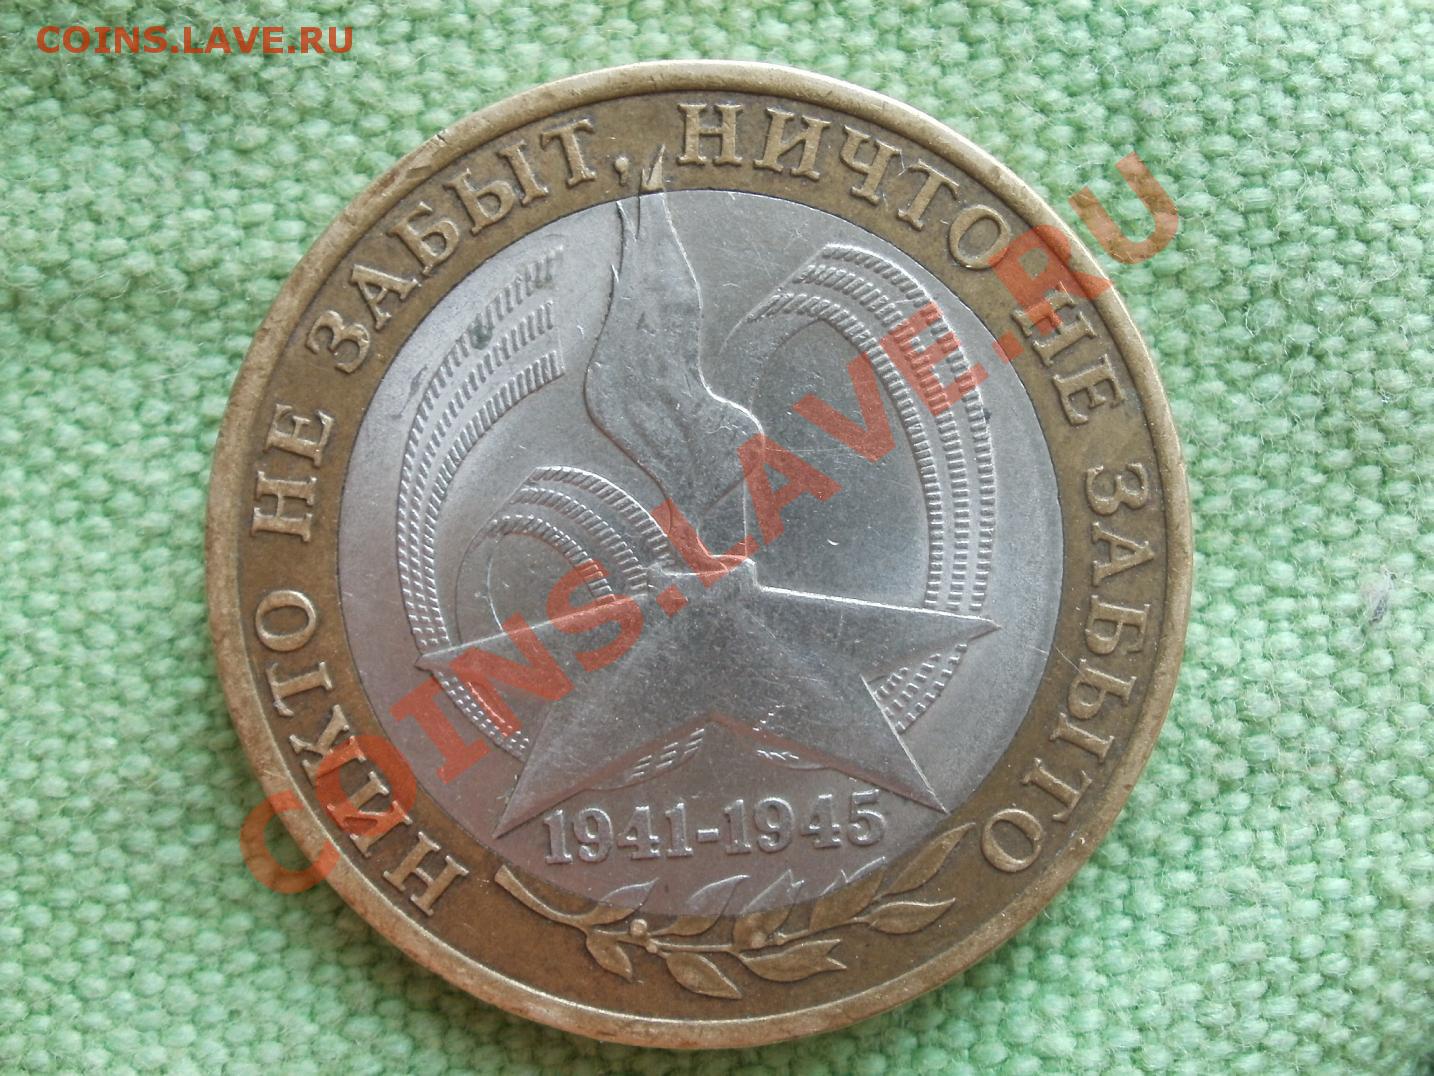 COINS.LAVE.RU
НИКТО НЕ ЗАБЫТ, НИЧТО НЕ ЗАБЫТО
1941-1945
COINS.LAVE.RU